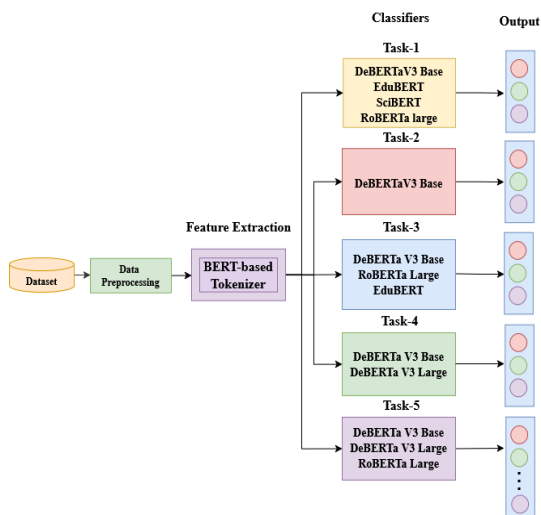 Classifiers
Output
Task-1
DeBERTaV3 Base
EduBERT
SciBERT
RoBERTa large
Task-2
DeBERTaV3 Base
Feature Extraction
Task-3
Dataset
Data
Preprocessing
BERT-based
Tokenizer
DeBERTa V3 Base
RoBERTa Large
EduBERT
Task-4
DeBERTa V3 Base
DeBERTa V3 Large
Task-5
DeBERTa V3 Base
DeBERTa V3 Large
RoBERTa Large